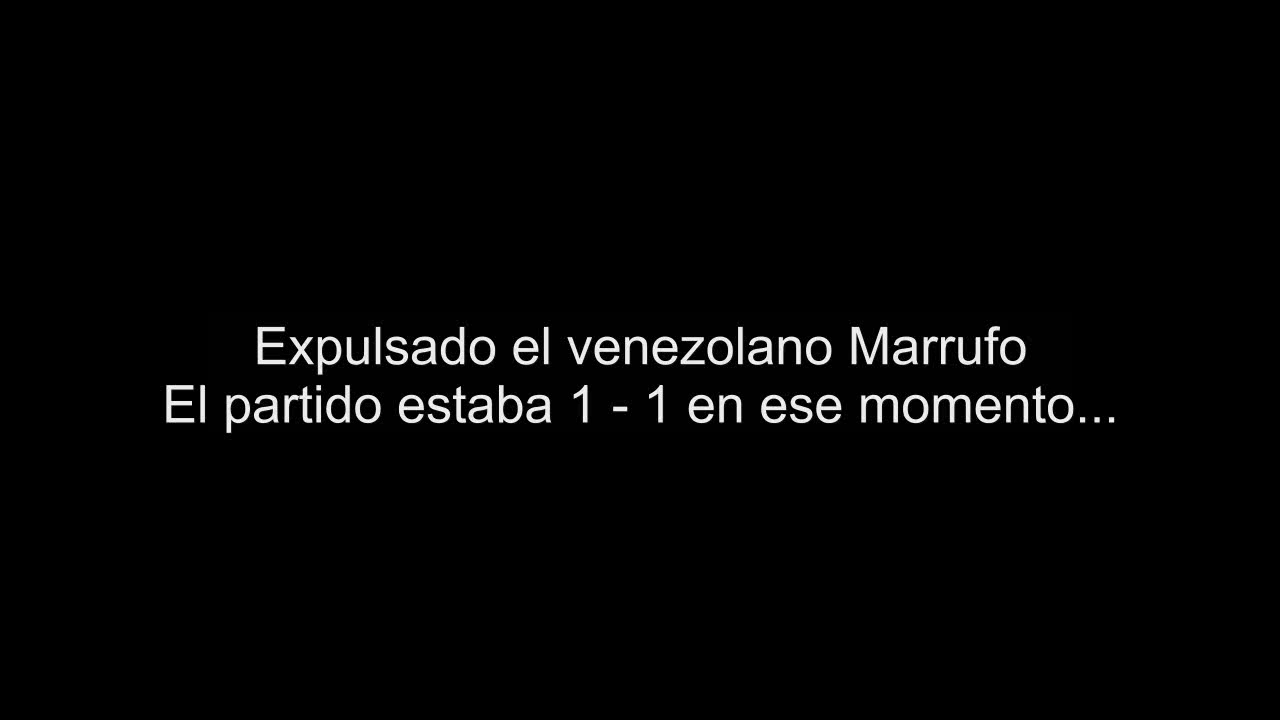 Expulsado el venezolano Marrufo
El partido estaba 1 - 1 en ese momento...